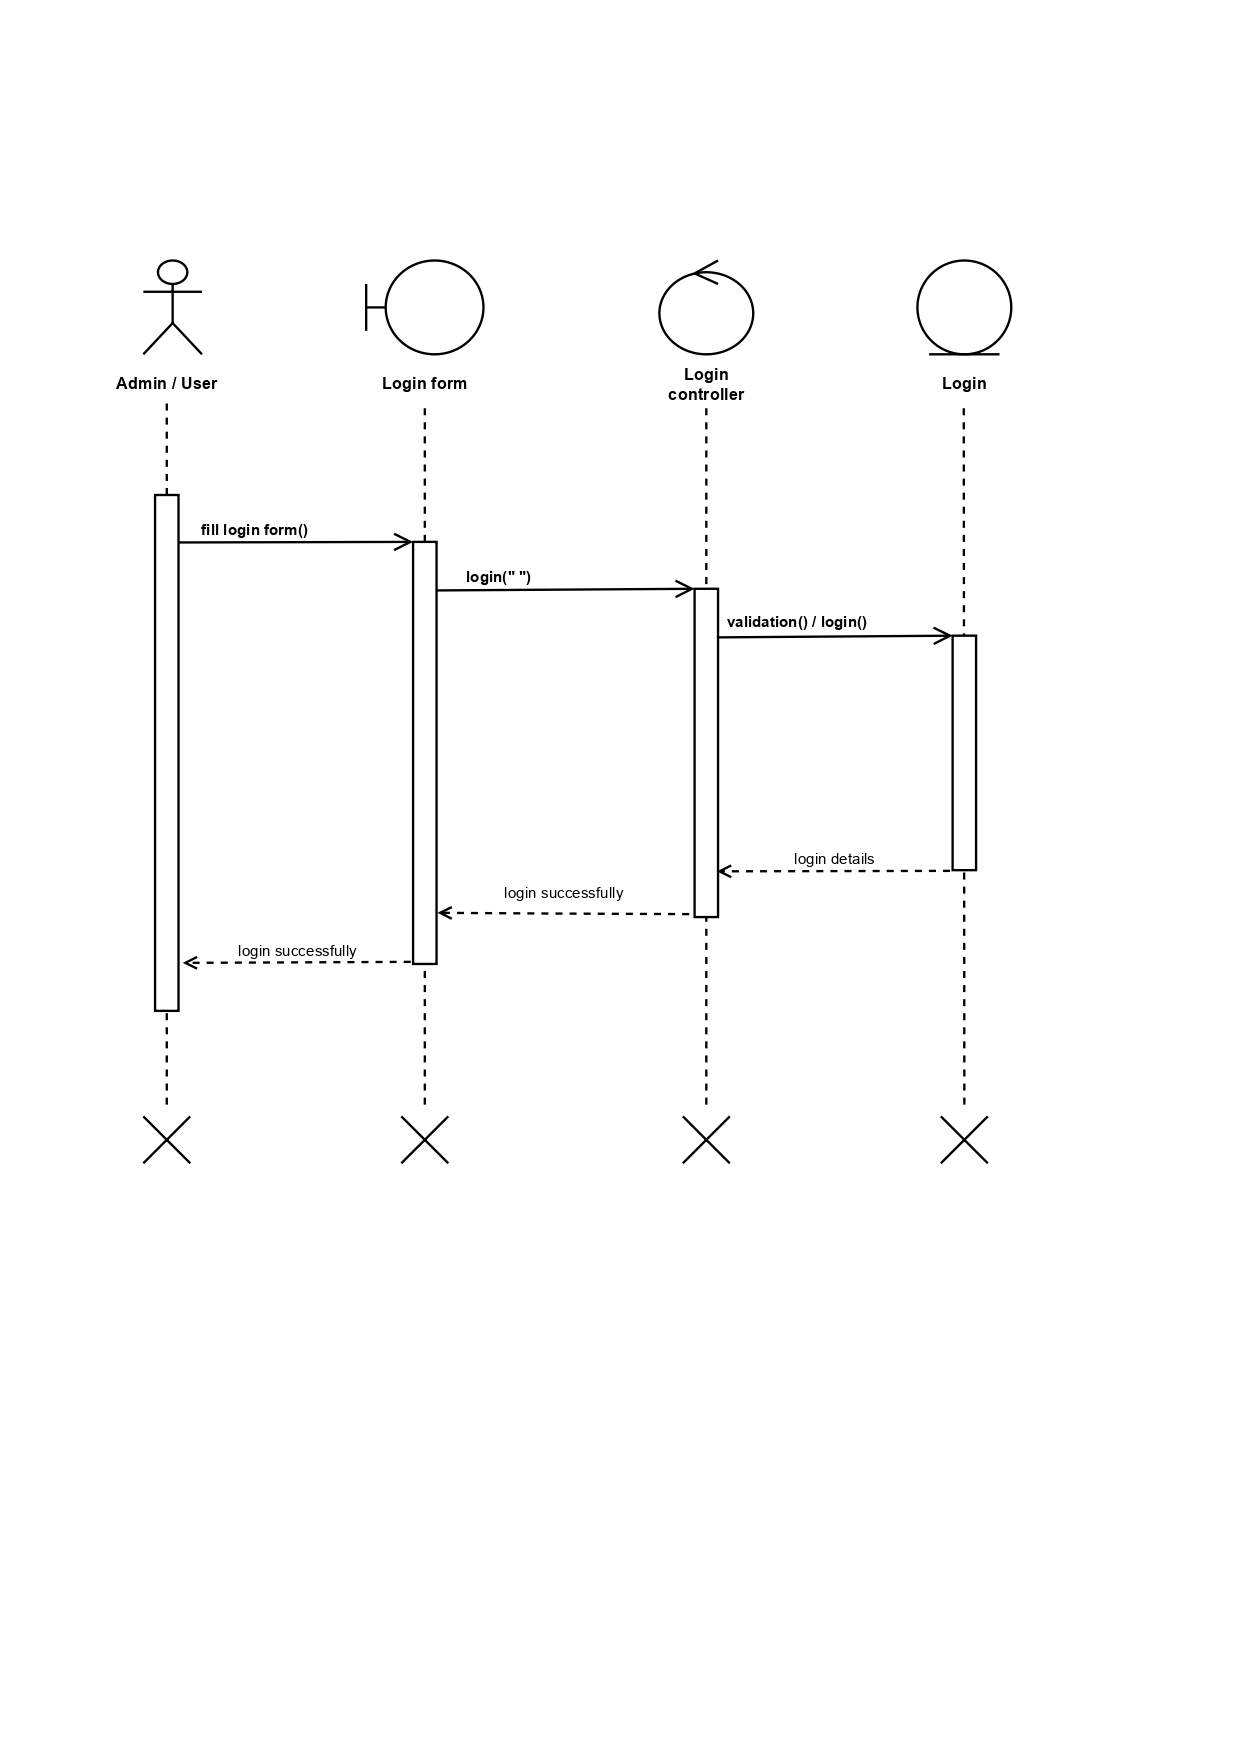 Admin / User
Login form
Login
controller
Login
fill login form()
login(" ")
validation() / login()
login details
login successfully
login successfully